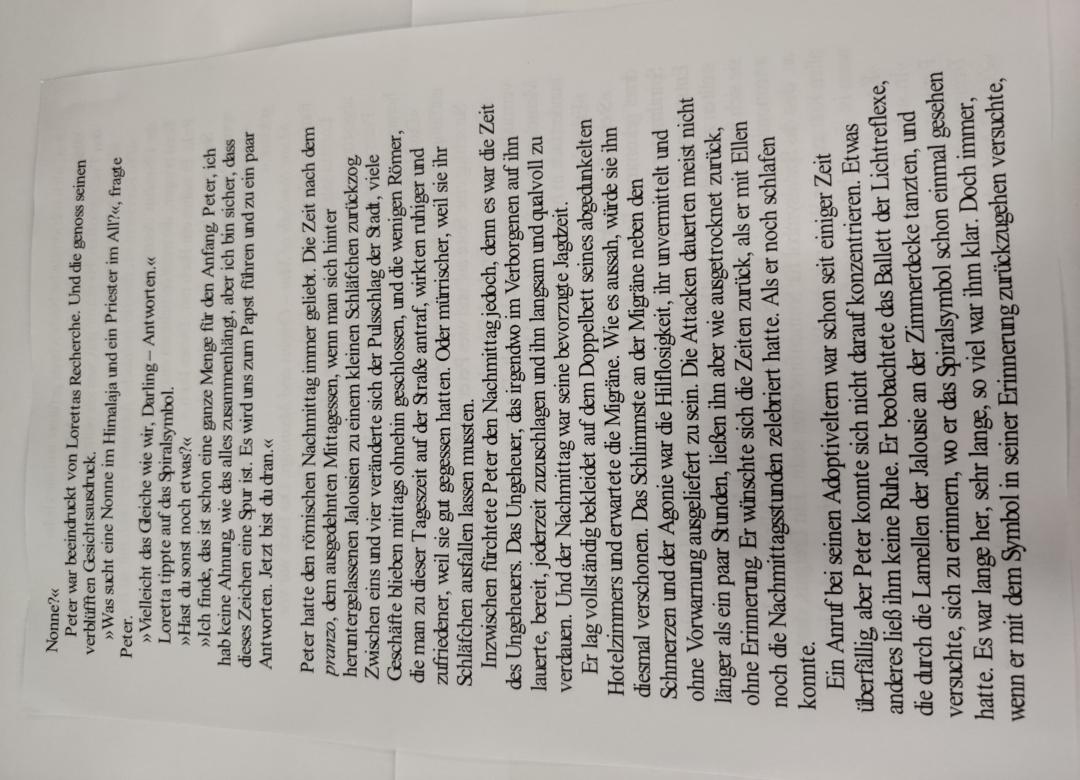 Nonne?«
Peter war beeindruckt von Lorettas Recherche. Und die genoss seinen
verblüfften Gesichtsausdruck.
»Was sucht eine Nonne im Himalaja und ein Priester im All?«, fragte
Peter.
»Vielleicht das Gleiche wie wir, Darling – Antworten.«
Loretta tippte auf das Spiralsymbol.
»Hast du sonst noch etwas?«
»Ich finde, das ist schon eine ganze Menge für den Anfang, Peter, ich
hab keine Ahnung, wie das alles zusammenhängt, aber ich bin sicher, dass
dieses Zeichen eine Spur ist. Es wird uns zum Papst führen und zu ein paar
Antworten. Jetzt bist du dran.«
Peter hatte den römischen Nachmittag immer geliebt. Die Zeit nach dem
pranzo, dem ausgedehnten Mittagessen, wenn man sich hinter
heruntergelassenen Jalousien zu einem kleinen Schläfchen zurückzog.
Zwischen eins und vier veränderte sich der Pulsschlag der Stadt, viele
Geschäfte blieben mittags ohnehin geschlossen, und die wenigen Römer,
die man zu dieser Tageszeit auf der Straße antraf, wirkten ruhiger und
zufriedener, weil sie gut gegessen hatten. Oder mürrischer, weil sie ihr
Schläfchen ausfallen lassen mussten.
Inzwischen fürchtete Peter den Nachmittag jedoch, denn es war die Zeit
des Ungeheuers. Das Ungeheuer, das irgendwo im Verborgenen auf ihn
lauerte, bereit, jederzeit zuzuschlagen und ihn langsam und qualvoll zu
verdauen. Und der Nachmittag war seine bevorzugte Jagdzeit.
Er lag vollständig bekleidet auf dem Doppelbett seines abgedunkelten
Hotelzimmers und erwartete die Migräne. Wie es aussah, würde sie ihn
diesmal verschonen. Das Schlimmste an der Migräne neben den
Schmerzen und der Agonie war die Hilflosigkeit, ihr unvermittelt und
ohne Vorwarnung ausgeliefert zu sein. Die Attacken dauerten meist nicht
länger als ein paar Stunden, ließen ihn aber wie ausgetrocknet zurück,
ohne Erinnerung. Er wünschte sich die Zeiten zurück, als er mit Ellen
noch die Nachmittagsstunden zelebriert hatte. Als er noch schlafen
konnte.
Ein Anruf bei seinen Adoptiveltern war schon seit einiger Zeit
überfällig, aber Peter konnte sich nicht darauf konzentrieren. Etwas
anderes ließ ihm keine Ruhe. Er beobachtete das Ballett der Lichtreflexe,
die durch die Lamellen der Jalousie an der Zimmerdecke tanzten, und
versuchte, sich zu erinnern, wo er das Spiralsymbol schon einmal gesehen
hatte. Es war lange her, sehr lange, so viel war ihm klar. Doch immer,
wenn er mit dem Symbol in seiner Erinnerung zurückzugehen versuchte,